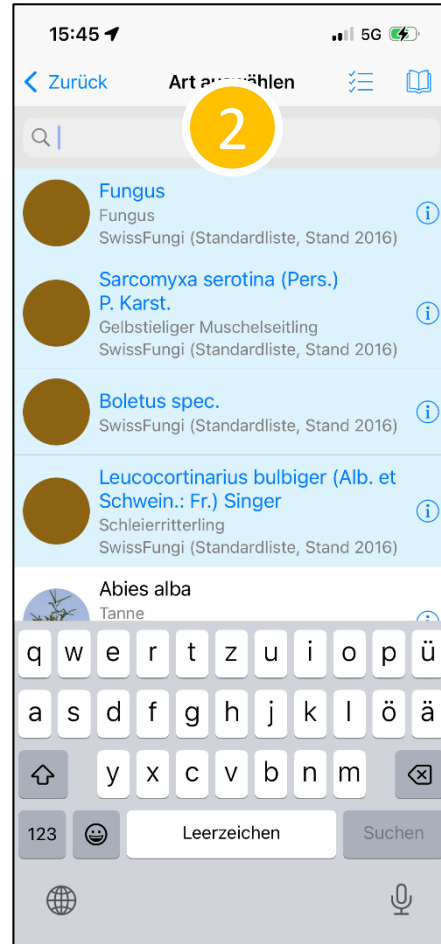 15:45 5G
Zurück Art auswählen
2
Fungus
Fungus
SwissFungi (Standardliste, Stand 2016)
Sarcomyxa serotina (Pers.)
P. Karst.
Gelbstieliger Muschelseitling
SwissFungi (Standardliste, Stand 2016)
Boletus spec.
SwissFungi (Standardliste, Stand 2016)
Leucocortinarius bulbiger (Alb. et
Schwein.: Fr.) Singer
Schleierritterling
SwissFungi (Standardliste, Stand 2016)
Abies alba
Tanne
q w e r t z u i o p ü
a s d f g h j k l ö ä
y x c v b n m
123 Leerzeichen Suchen